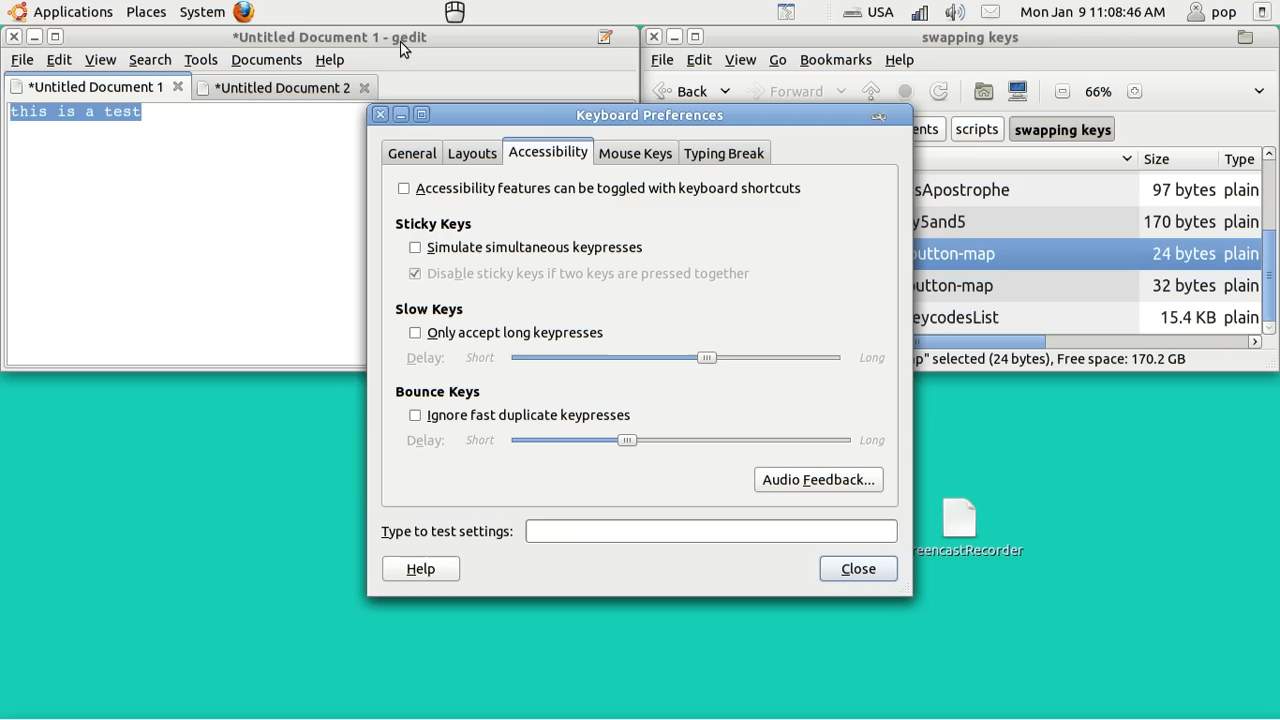 Applications Places System USA Mon Jan 9 11:08:46 AM pop
*Untitled Document 1 - gedit
File Edit View Search Tools Documents Help
*Untitled Document 1 *Untitled Document 2
this is a test
swapping keys
File Edit View Go Bookmarks Help
Back Forward 66%
ents scripts swapping keys
Size Type
sApostrophe 97 bytes plain
y5and5 170 bytes plain
utton-map 24 bytes plain
utton-map 32 bytes plain
eycodesList 15.4 KB plain
p" selected (24 bytes), Free space: 170.2 GB
Keyboard Preferences
General Layouts Accessibility Mouse Keys Typing Break
Accessibility features can be toggled with keyboard shortcuts
Sticky Keys
Simulate simultaneous keypresses
Disable sticky keys if two keys are pressed together
Slow Keys
Only accept long keypresses
Delay: Short Long
Bounce Keys
Ignore fast duplicate keypresses
Delay: Short Long
Audio Feedback...
Type to test settings:
Help Close
reencastRecorder